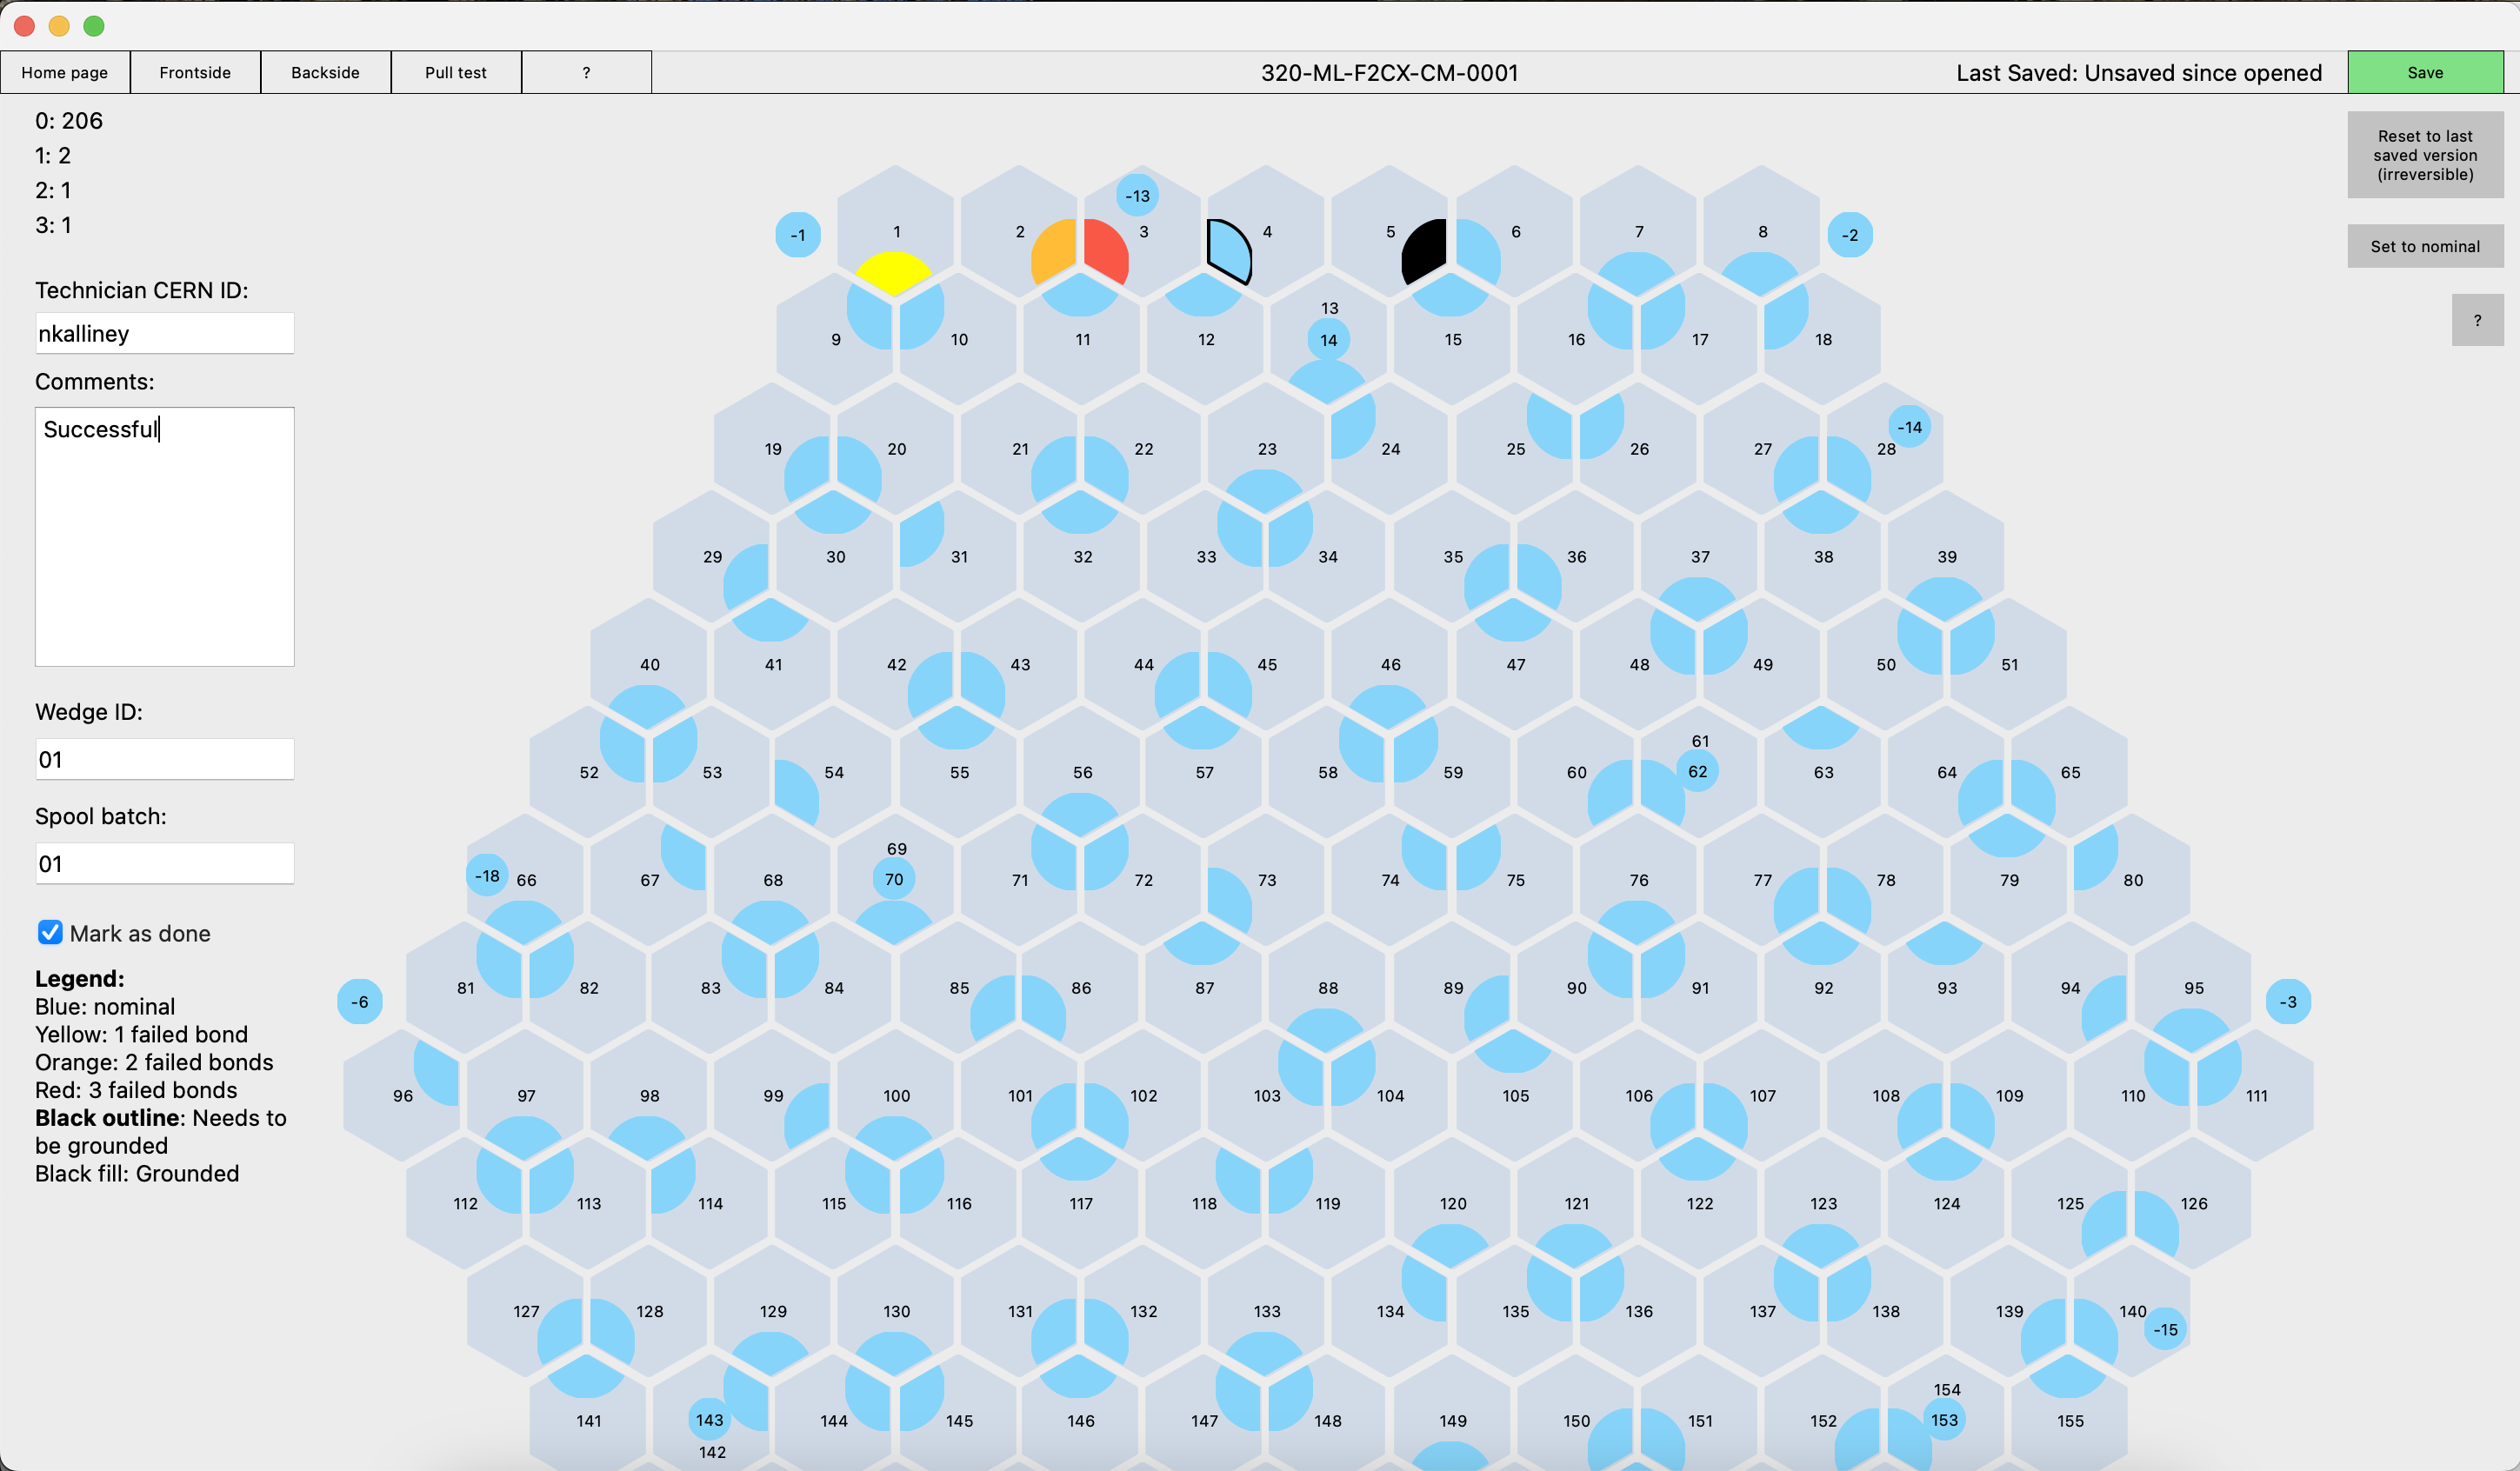 Home page Frontside Backside Pull test ? 320-ML-F2CX-CM-0001 Last Saved: Unsaved since opened Save
0: 206
1: 2
2: 1
3: 1
Technician CERN ID:
nkalliney
Comments:
Successful
Wedge ID:
01
Spool batch:
01
Mark as done
Legend:
Blue: nominal
Yellow: 1 failed bond
Orange: 2 failed bonds
Red: 3 failed bonds
Black outline: Needs to
be grounded
Black fill: Grounded
Reset to last
saved version
(irreversible)
Set to nominal
?
-13
-1 1 2 3 4 5 6 7 8 -2
13
9 10 11 12 14 15 16 17 18
-14
19 20 21 22 23 24 25 26 27 28
29 30 31 32 33 34 35 36 37 38 39
40 41 42 43 44 45 46 47 48 49 50 51
61
52 53 54 55 56 57 58 59 60 62 63 64 65
69
-18 66 67 68 70 71 72 73 74 75 76 77 78 79 80
81 82 83 84 85 86 87 88 89 90 91 92 93 94 95
-6 -3
96 97 98 99 100 101 102 103 104 105 106 107 108 109 110 111
112 113 114 115 116 117 118 119 120 121 122 123 124 125 126
127 128 129 130 131 132 133 134 135 136 137 138 139 140
-15
154
141 143 144 145 146 147 148 149 150 151 152 153 155
142